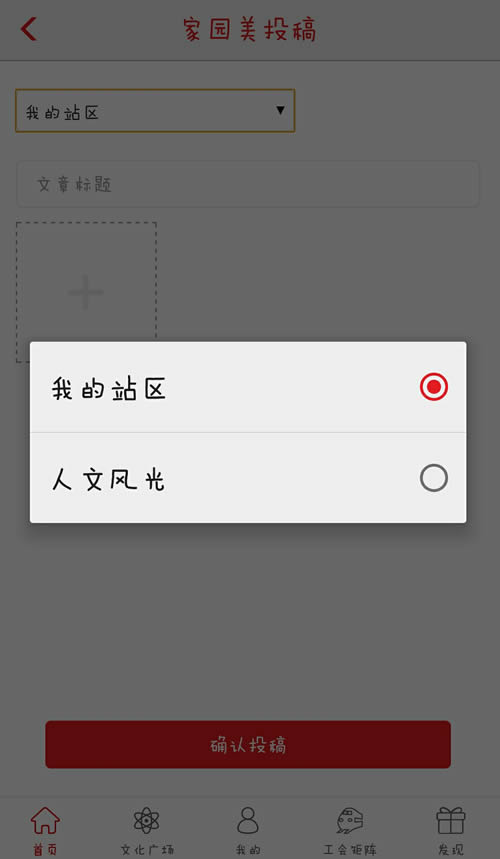 家园美投稿
我的站区
文章标题
我的站区
人文风光
确认投稿
首页 文化广场 我的 工会矩阵 发现